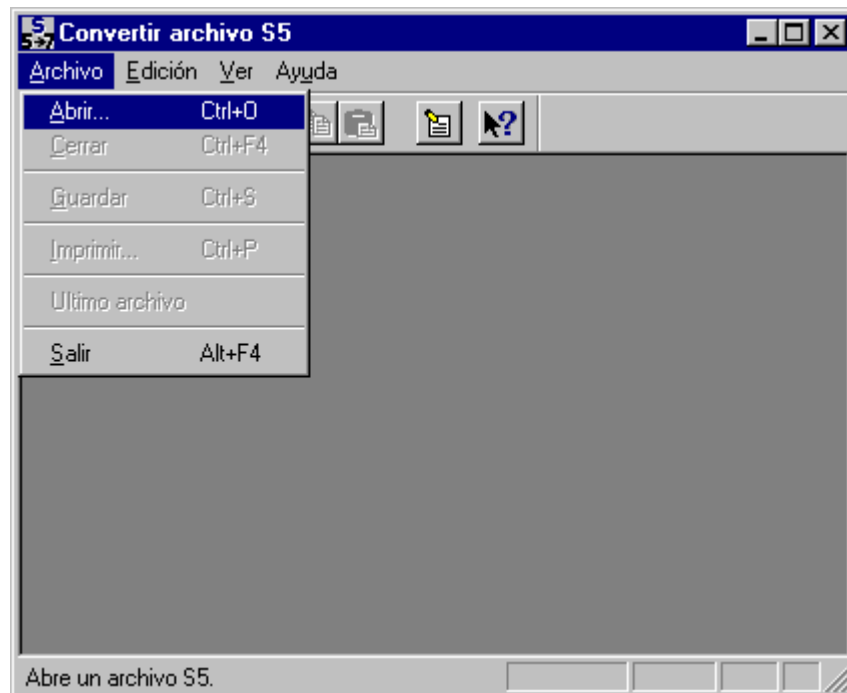 Convertir archivo S5
Archivo Edición Ver Ayuda
Abrir... Ctrl+O
Cerrar Ctrl+F4
Guardar Ctrl+S
Imprimir... Ctrl+P
Ultimo archivo
Salir Alt+F4
Abre un archivo S5.